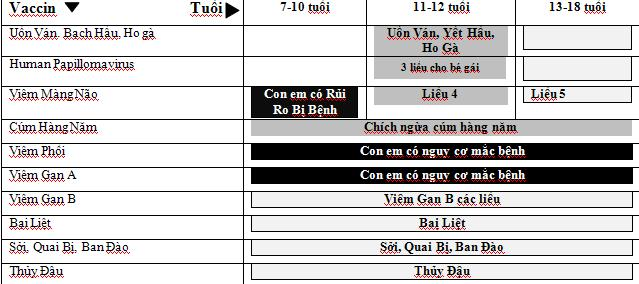 Vaccin Tuổi 7-10 tuổi 11-12 tuổi 13-18 tuổi
Uốn Ván. Bạch Hầu, Ho gà Uốn Ván, Yết Hầu,
Ho Gà
Human Papillomavirus 3 liều cho bé gái
Viêm Màng Não Con em có Rủi Liều 4 Liều 5
Ro Bị Bệnh
Cúm Hàng Năm Chích ngừa cúm hàng năm
Viêm Phổi Con em có nguy cơ mắc bệnh
Viêm Gan A Con em có nguy cơ mắc bệnh
Viêm Gan B Viêm Gan B các liều
Bại Liệt Bại Liệt
Sởi, Quai Bị, Ban Đào Sởi, Quai Bị, Ban Đào
Thủy Đậu Thủy Đậu